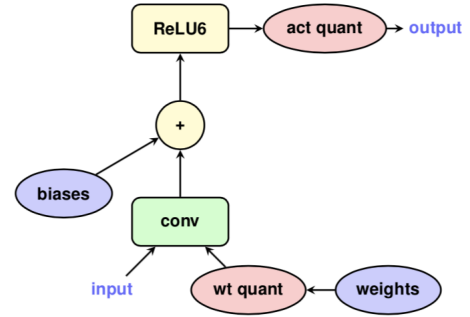 ReLU6
act quant
output
+
biases
conv
input
wt quant
weights